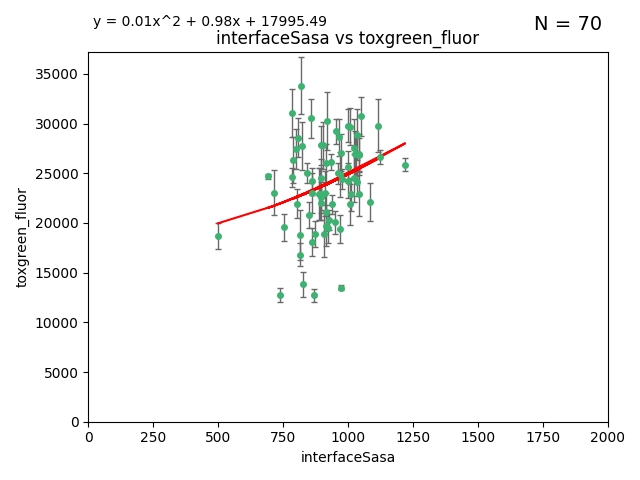 y = 0.01x^2 + 0.98x + 17995.49
N = 70
interfaceSasa vs toxgreen_fluor
toxgreen_fluor
35000
30000
25000
20000
15000
10000
5000
0
0 250 500 750 1000 1250 1500 1750 2000
interfaceSasa